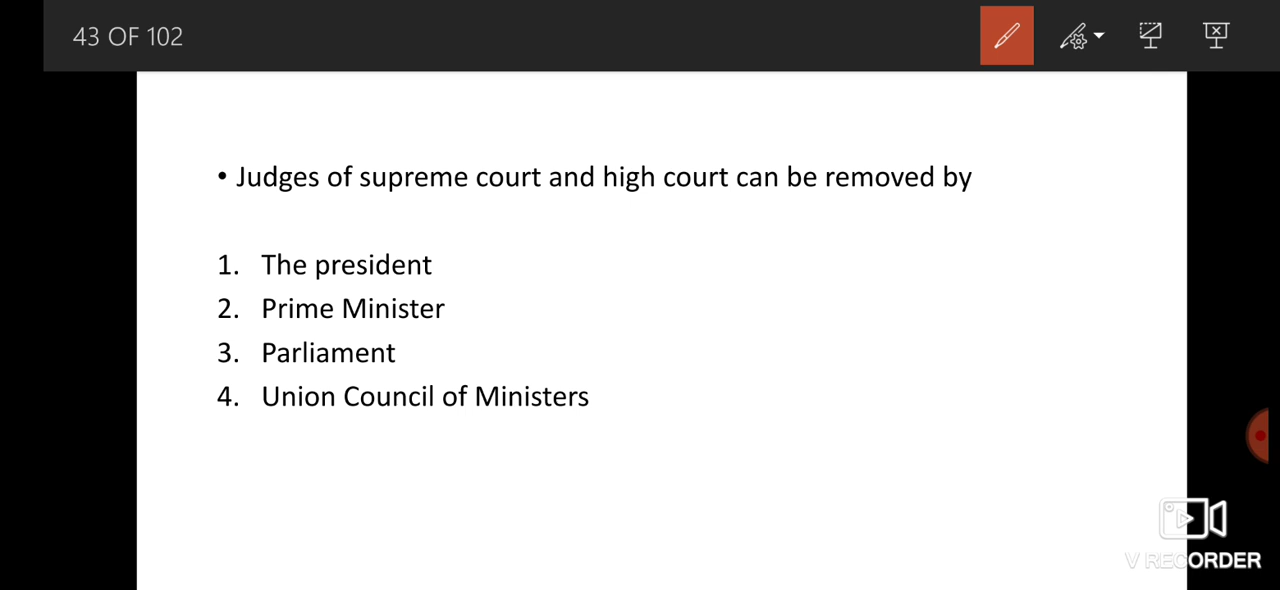 43 OF 102
• Judges of supreme court and high court can be removed by
1. The president
2. Prime Minister
3. Parliament
4. Union Council of Ministers
V RECORDER